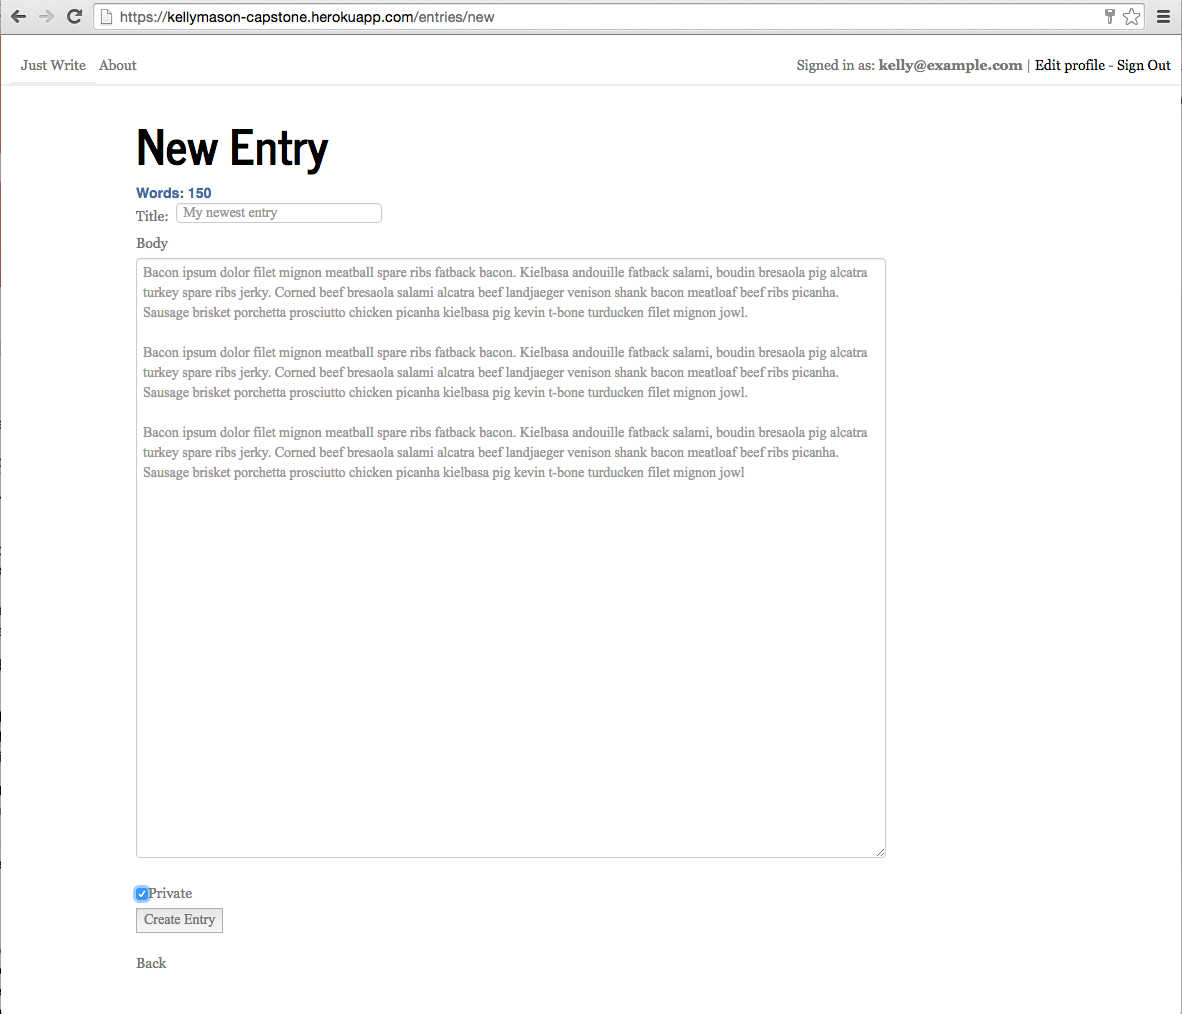 https://kellymason-capstone.herokuapp.com/entries/new
Just Write About Signed in as: kelly@example.com | Edit profile - Sign Out
New Entry
Words: 150
Title: My newest entry
Body
Bacon ipsum dolor filet mignon meatball spare ribs fatback bacon. Kielbasa andouille fatback salami, boudin bresaola pig alcatra
turkey spare ribs jerky. Corned beef bresaola salami alcatra beef landjaeger venison shank bacon meatloaf beef ribs picanha.
Sausage brisket porchetta prosciutto chicken picanha kielbasa pig kevin t-bone turducken filet mignon jowl.
Bacon ipsum dolor filet mignon meatball spare ribs fatback bacon. Kielbasa andouille fatback salami, boudin bresaola pig alcatra
turkey spare ribs jerky. Corned beef bresaola salami alcatra beef landjaeger venison shank bacon meatloaf beef ribs picanha.
Sausage brisket porchetta prosciutto chicken picanha kielbasa pig kevin t-bone turducken filet mignon jowl.
Bacon ipsum dolor filet mignon meatball spare ribs fatback bacon. Kielbasa andouille fatback salami, boudin bresaola pig alcatra
turkey spare ribs jerky. Corned beef bresaola salami alcatra beef landjaeger venison shank bacon meatloaf beef ribs picanha.
Sausage brisket porchetta prosciutto chicken picanha kielbasa pig kevin t-bone turducken filet mignon jowl
Private
Create Entry
Back